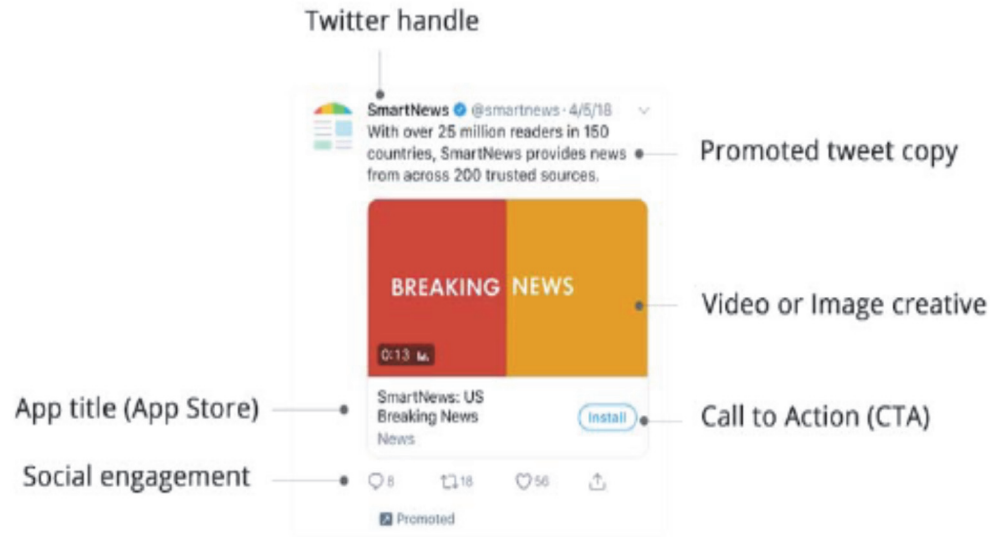 Twitter handle
SmartNews @smartnews · 4/5/18
With over 25 million readers in 150
countries, SmartNews provides news
from across 200 trusted sources.
Promoted tweet copy
BREAKING NEWS
Video or Image creative
0:13
App title (App Store)
SmartNews: US
Breaking News
News
Install
Call to Action (CTA)
Social engagement
8 18 56
Promoted